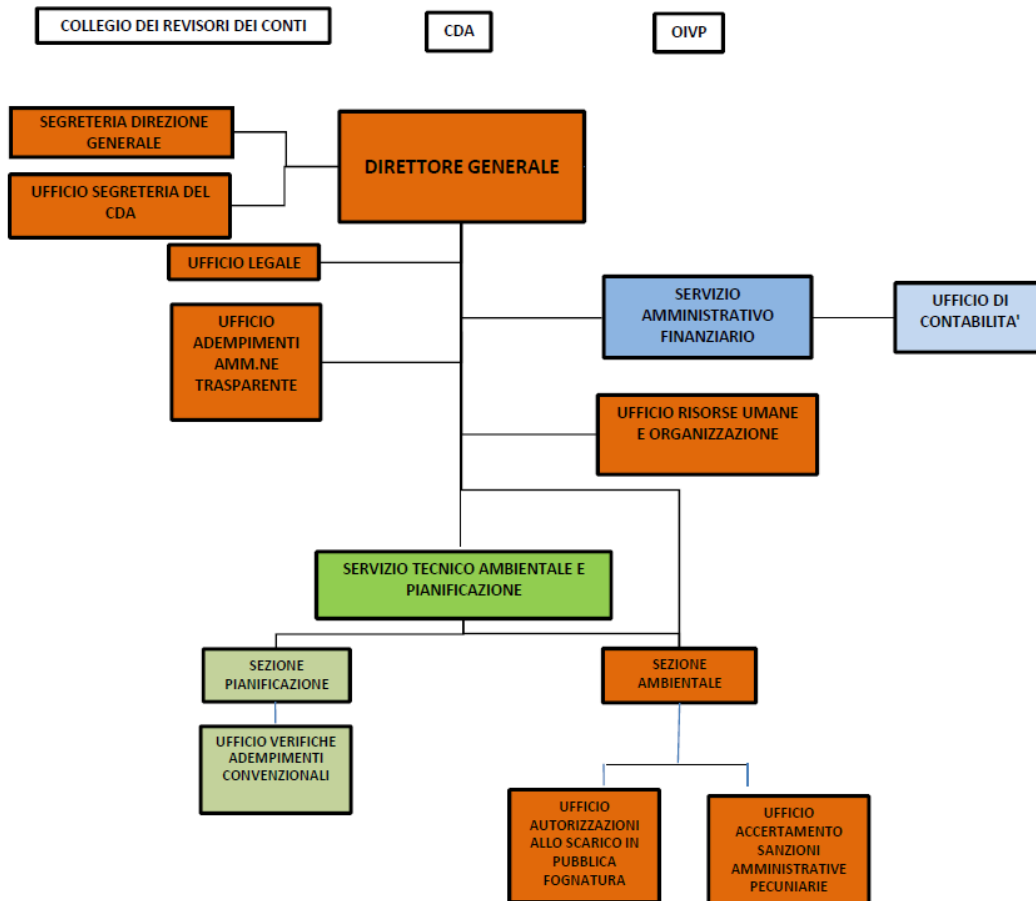 COLLEGIO DEI REVISORI DEI CONTI
CDA
OIVP
SEGRETERIA DIREZIONE
GENERALE
DIRETTORE GENERALE
UFFICIO SEGRETERIA DEL
CDA
UFFICIO LEGALE
UFFICIO
ADEMPIMENTI
AMM.NE
TRASPARENTE
SERVIZIO
AMMINISTRATIVO
FINANZIARIO
UFFICIO DI
CONTABILITA'
UFFICIO RISORSE UMANE
E ORGANIZZAZIONE
SERVIZIO TECNICO AMBIENTALE E
PIANIFICAZIONE
SEZIONE
PIANIFICAZIONE
SEZIONE
AMBIENTALE
UFFICIO VERIFICHE
ADEMPIMENTI
CONVENZIONALI
UFFICIO
AUTORIZZAZIONI
ALLO SCARICO IN
PUBBLICA
FOGNATURA
UFFICIO
ACCERTAMENTO
SANZIONI
AMMINISTRATIVE
PECUNIARIE